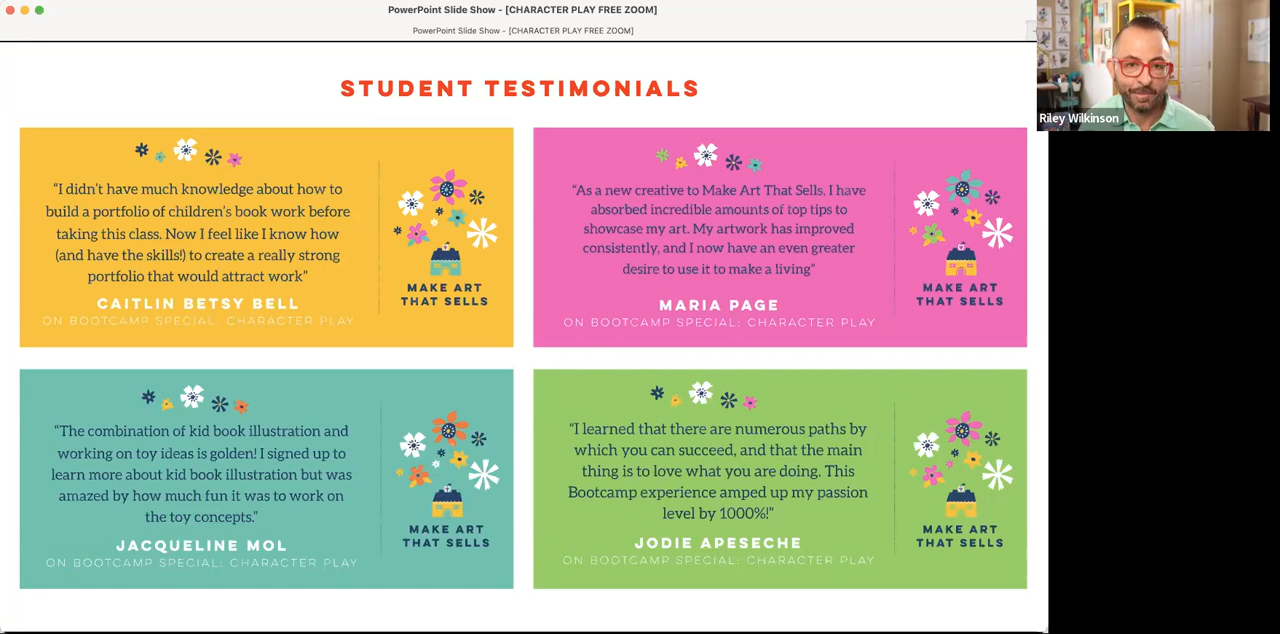 PowerPoint Slide Show - [CHARACTER PLAY FREE ZOOM]
PowerPoint Slide Show - [CHARACTER PLAY FREE ZOOM]
Riley Wilkinson
STUDENT TESTIMONIALS
“I didn’t have much knowledge about how to
build a portfolio of children’s book work before
taking this class. Now I feel like I know how
(and have the skills!) to create a really strong
portfolio that would attract work”
CAITLIN BETSY BELL
ON BOOTCAMP SPECIAL: CHARACTER PLAY
MAKE ART
THAT SELLS
“As a new creative to Make Art That Sells, I have
absorbed incredible amounts of top tips to
showcase my art. My artwork has improved
consistently, and I now have an even greater
desire to use it to make a living”
MARIA PAGE
ON BOOTCAMP SPECIAL: CHARACTER PLAY
MAKE ART
THAT SELLS
“The combination of kid book illustration and
working on toy ideas is golden! I signed up to
learn more about kid book illustration but was
amazed by how much fun it was to work on
the toy concepts.”
JACQUELINE MOL
ON BOOTCAMP SPECIAL: CHARACTER PLAY
MAKE ART
THAT SELLS
“I learned that there are numerous paths by
which you can succeed, and that the main
thing is to love what you are doing. This
Bootcamp experience amped up my passion
level by 1000%!”
JODIE APESECHE
ON BOOTCAMP SPECIAL: CHARACTER PLAY
MAKE ART
THAT SELLS